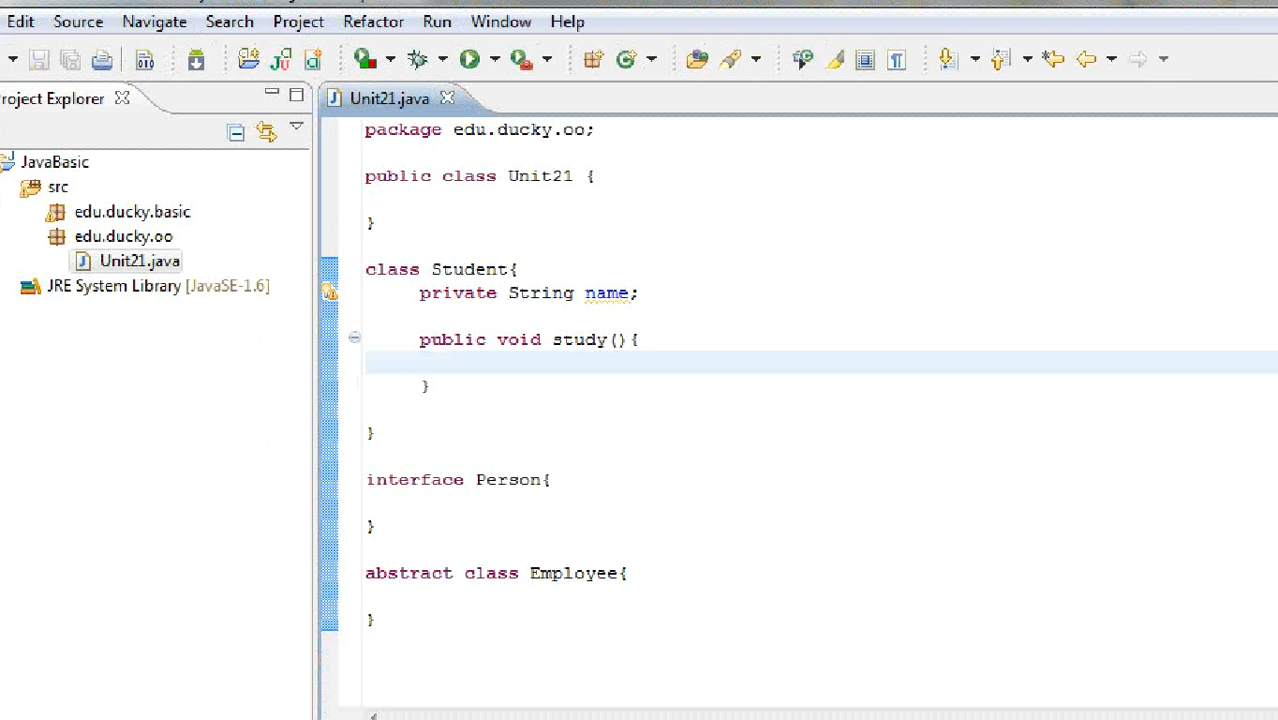 Edit Source Navigate Search Project Refactor Run Window Help
roject Explorer
Unit21.java
JavaBasic
src
edu.ducky.basic
edu.ducky.oo
Unit21.java
JRE System Library [JavaSE-1.6]
package edu.ducky.oo;
public class Unit21 {
}
class Student{
private String name;
public void study(){
}
}
interface Person{
}
abstract class Employee{
}